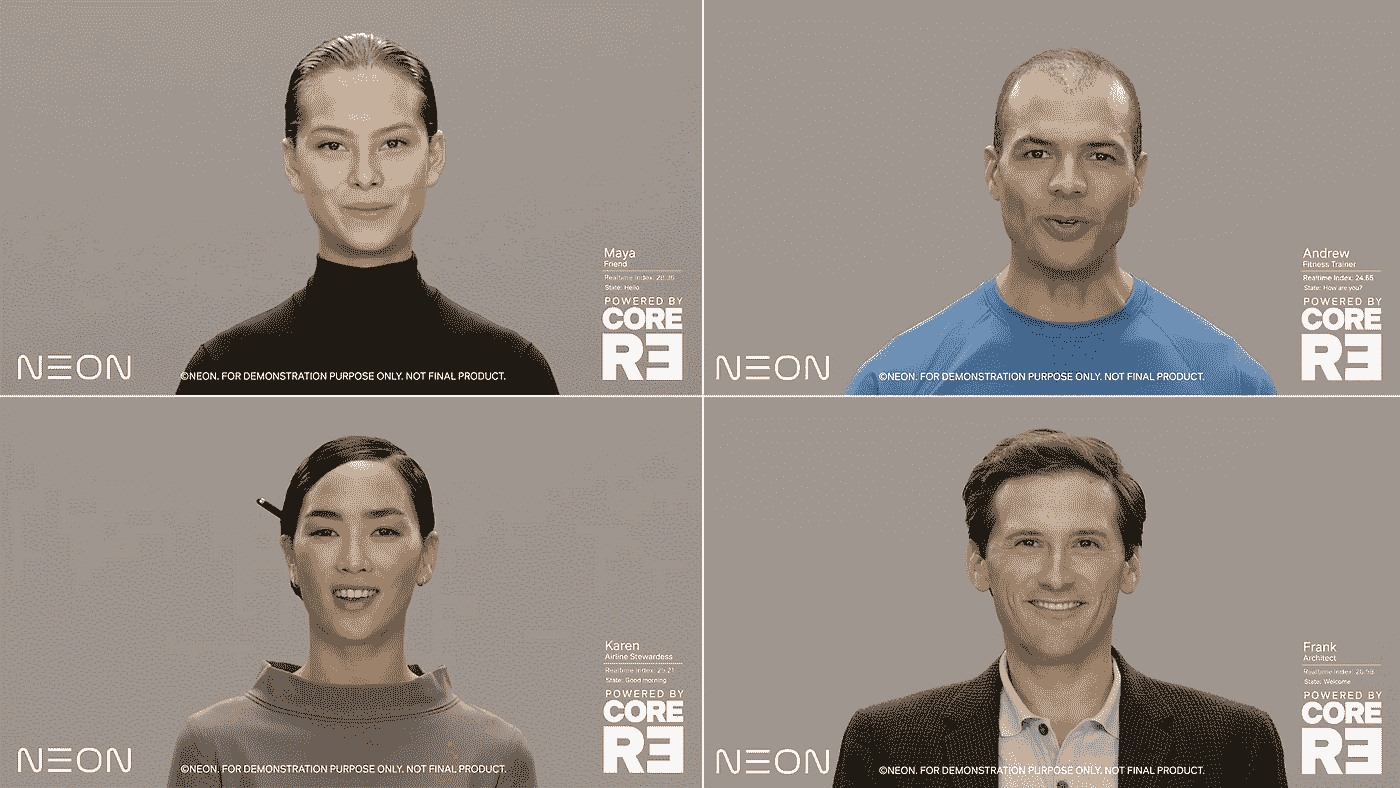 Maya
Friend
Realtime Index:
State: Hello
POWERED BY
CORE
R3
NEON
©NEON. FOR DEMONSTRATION PURPOSE ONLY. NOT FINAL PRODUCT.
Andrew
Fitness Trainer
Realtime Index: 24.65
State: How are you?
POWERED BY
CORE
R3
NEON
©NEON. FOR DEMONSTRATION PURPOSE ONLY. NOT FINAL PRODUCT.
Karen
Airline Stewardess
Realtime Index: 25.21
State: Good morning
POWERED BY
CORE
R3
NEON
©NEON. FOR DEMONSTRATION PURPOSE ONLY. NOT FINAL PRODUCT.
Frank
Architect
Realtime Index:
State: Welcome
POWERED BY
CORE
R3
NEON
©NEON. FOR DEMONSTRATION PURPOSE ONLY. NOT FINAL PRODUCT.